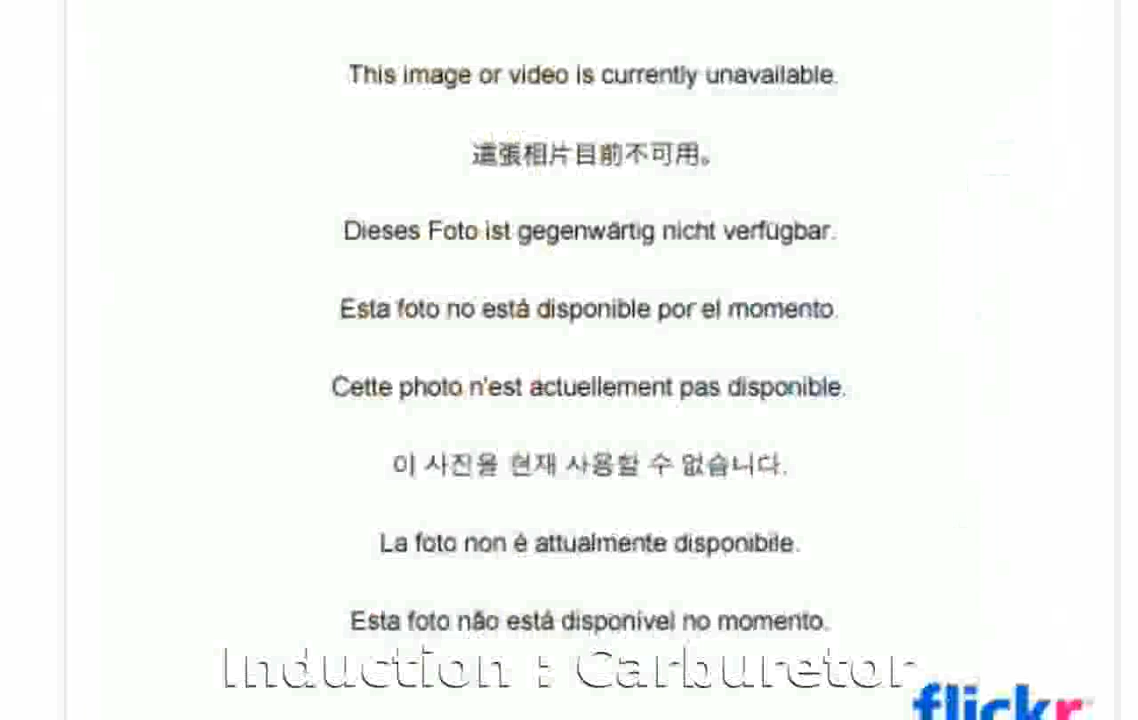 This image or video is currently unavailable.
這張相片目前不可用。
Dieses Foto ist gegenwärtig nicht verfügbar.
Esta foto no está disponible por el momento.
Cette photo n'est actuellement pas disponible.
이 사진을 현재 사용할 수 없습니다.
La foto non è attualmente disponibile.
Esta foto não está disponível no momento.
Induction : Carburetor
flickr